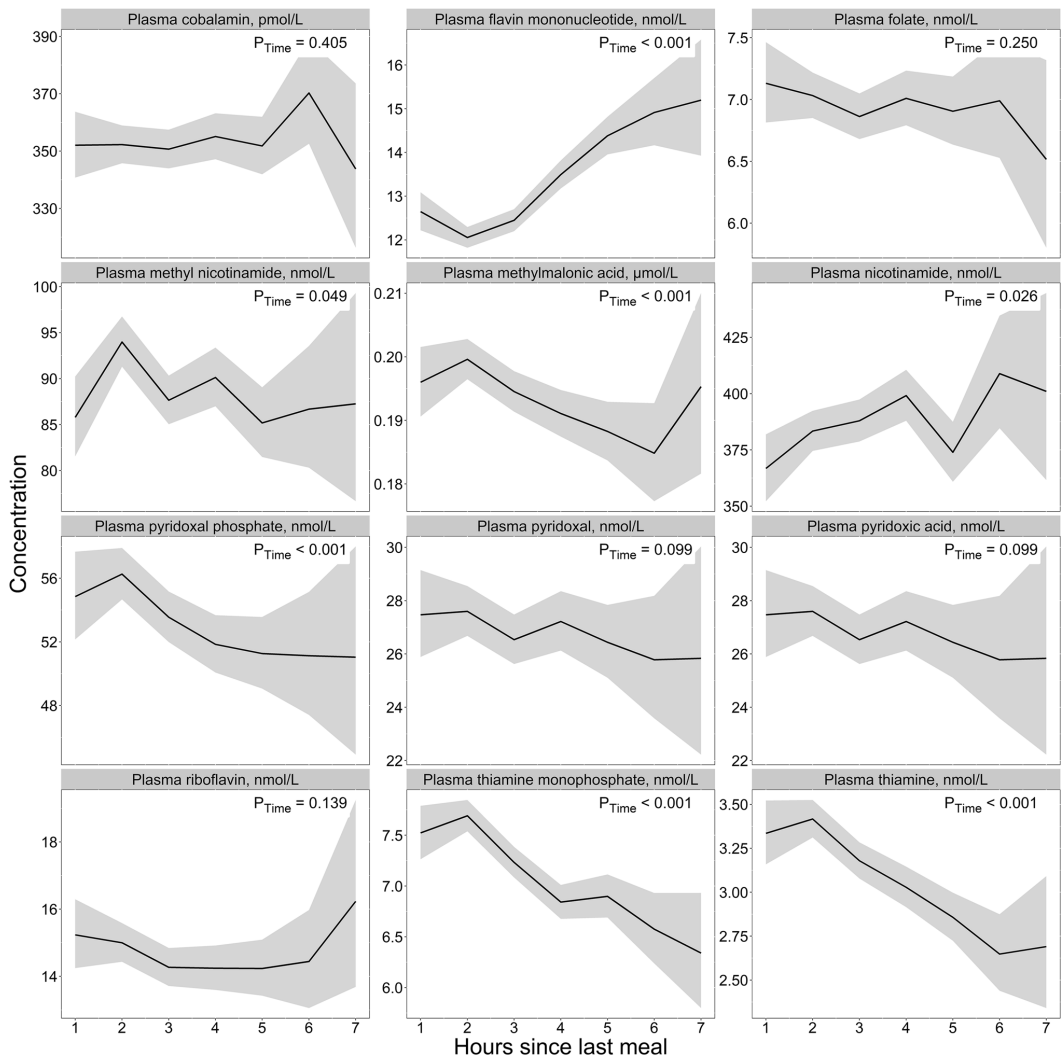 Plasma cobalamin, pmol/L
P_Time = 0.405
390
370
350
330
Plasma flavin mononucleotide, nmol/L
P_Time < 0.001
16
15
14
13
12
Plasma folate, nmol/L
P_Time = 0.250
7.5
7.0
6.5
6.0
Plasma methyl nicotinamide, nmol/L
P_Time = 0.049
100
95
90
85
80
Plasma methylmalonic acid, µmol/L
P_Time < 0.001
0.21
0.20
0.19
0.18
Plasma nicotinamide, nmol/L
P_Time = 0.026
425
400
375
350
Concentration
Plasma pyridoxal phosphate, nmol/L
P_Time < 0.001
56
52
48
Plasma pyridoxal, nmol/L
P_Time = 0.099
30
28
26
24
22
Plasma pyridoxic acid, nmol/L
P_Time = 0.099
30
28
26
24
22
Plasma riboflavin, nmol/L
P_Time = 0.139
18
16
14
1 2 3 4 5 6 7
Plasma thiamine monophosphate, nmol/L
P_Time < 0.001
7.5
7.0
6.5
6.0
1 2 3 4 5 6 7
Plasma thiamine, nmol/L
P_Time < 0.001
3.50
3.25
3.00
2.75
2.50
1 2 3 4 5 6 7
Hours since last meal